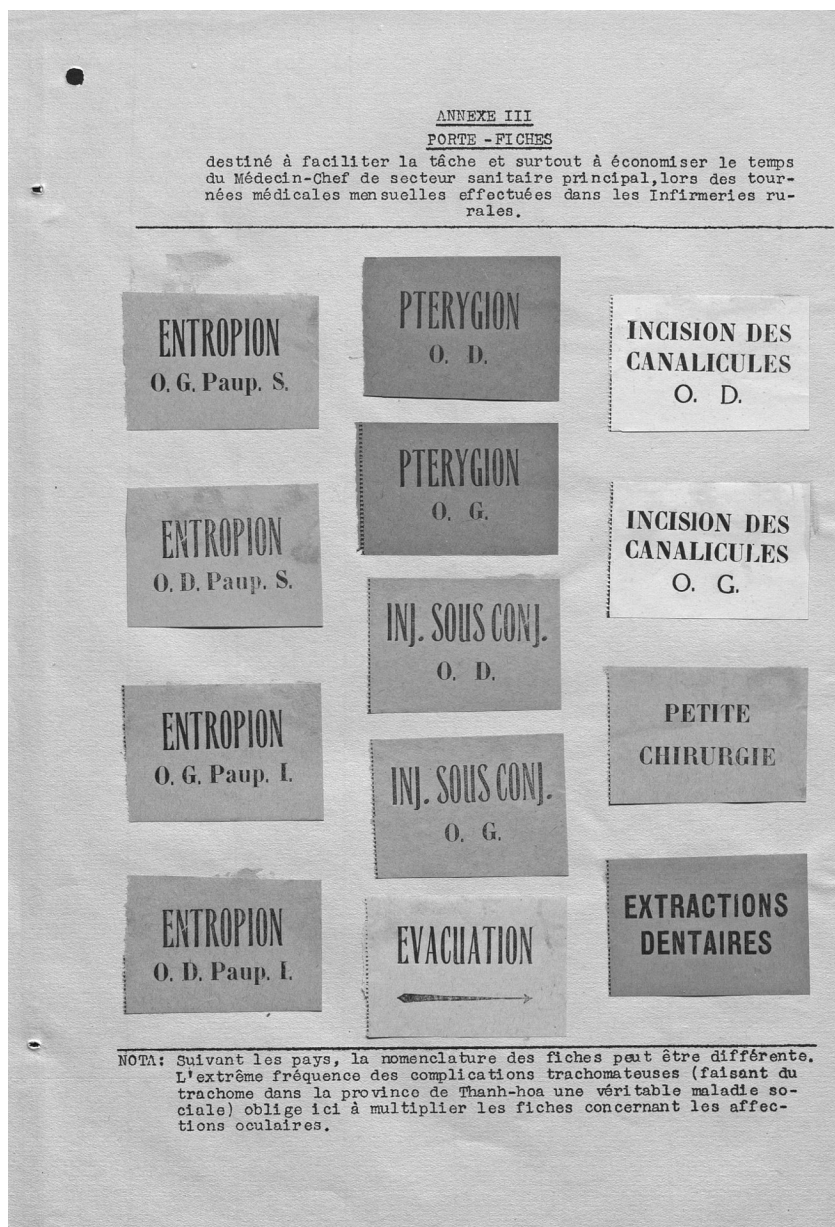 ANNEXE III
PORTE - FICHES
destiné à faciliter la tâche et surtout à économiser le temps
du Médecin-Chef de secteur sanitaire principal,lors des tour-
nées médicales mensuelles effectuées dans les Infirmeries ru-
rales.
ENTROPION
O. G. Paup. S.
ENTROPION
O. D. Paup. S.
ENTROPION
O. G. Paup. I.
ENTROPION
O. D. Paup. I.
PTERYGION
O. D.
PTERYGION
O. G.
INJ. SOUS CONJ.
O. D.
INJ. SOUS CONJ.
O. G.
EVACUATION
INCISION DES
CANALICULES
O. D.
INCISION DES
CANALICULES
O. G.
PETITE
CHIRURGIE
EXTRACTIONS
DENTAIRES
NOTA: Suivant les pays, la nomenclature des fiches peut être différente.
L'extrême fréquence des complications trachomateuses (faisant du
trachome dans la province de Thanh-hoa une véritable maladie so-
ciale) oblige ici à multiplier les fiches concernant les affec-
tions oculaires.